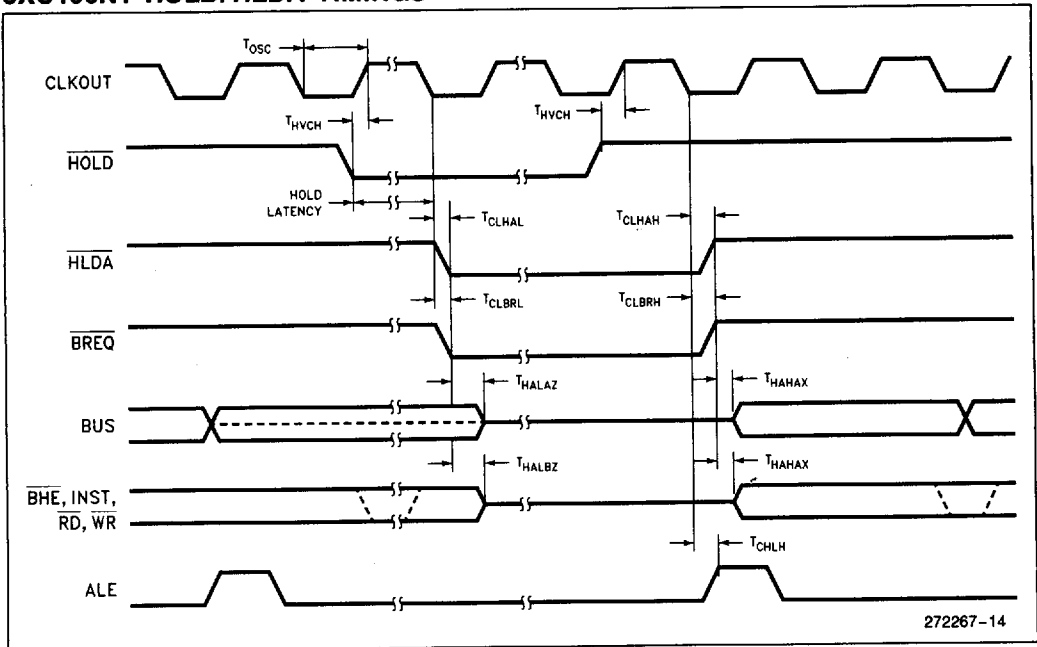 T_OSC
CLKOUT
T_HVCH
T_HVCH
HOLD
HOLD
LATENCY
T_CLHAL
T_CLHAH
HLDA
T_CLBRL
T_CLBRH
BREQ
T_HALAZ
T_HAHAX
BUS
T_HALBZ
T_HAHAX
BHE, INST,
RD, WR
T_CHLH
ALE
272267-14